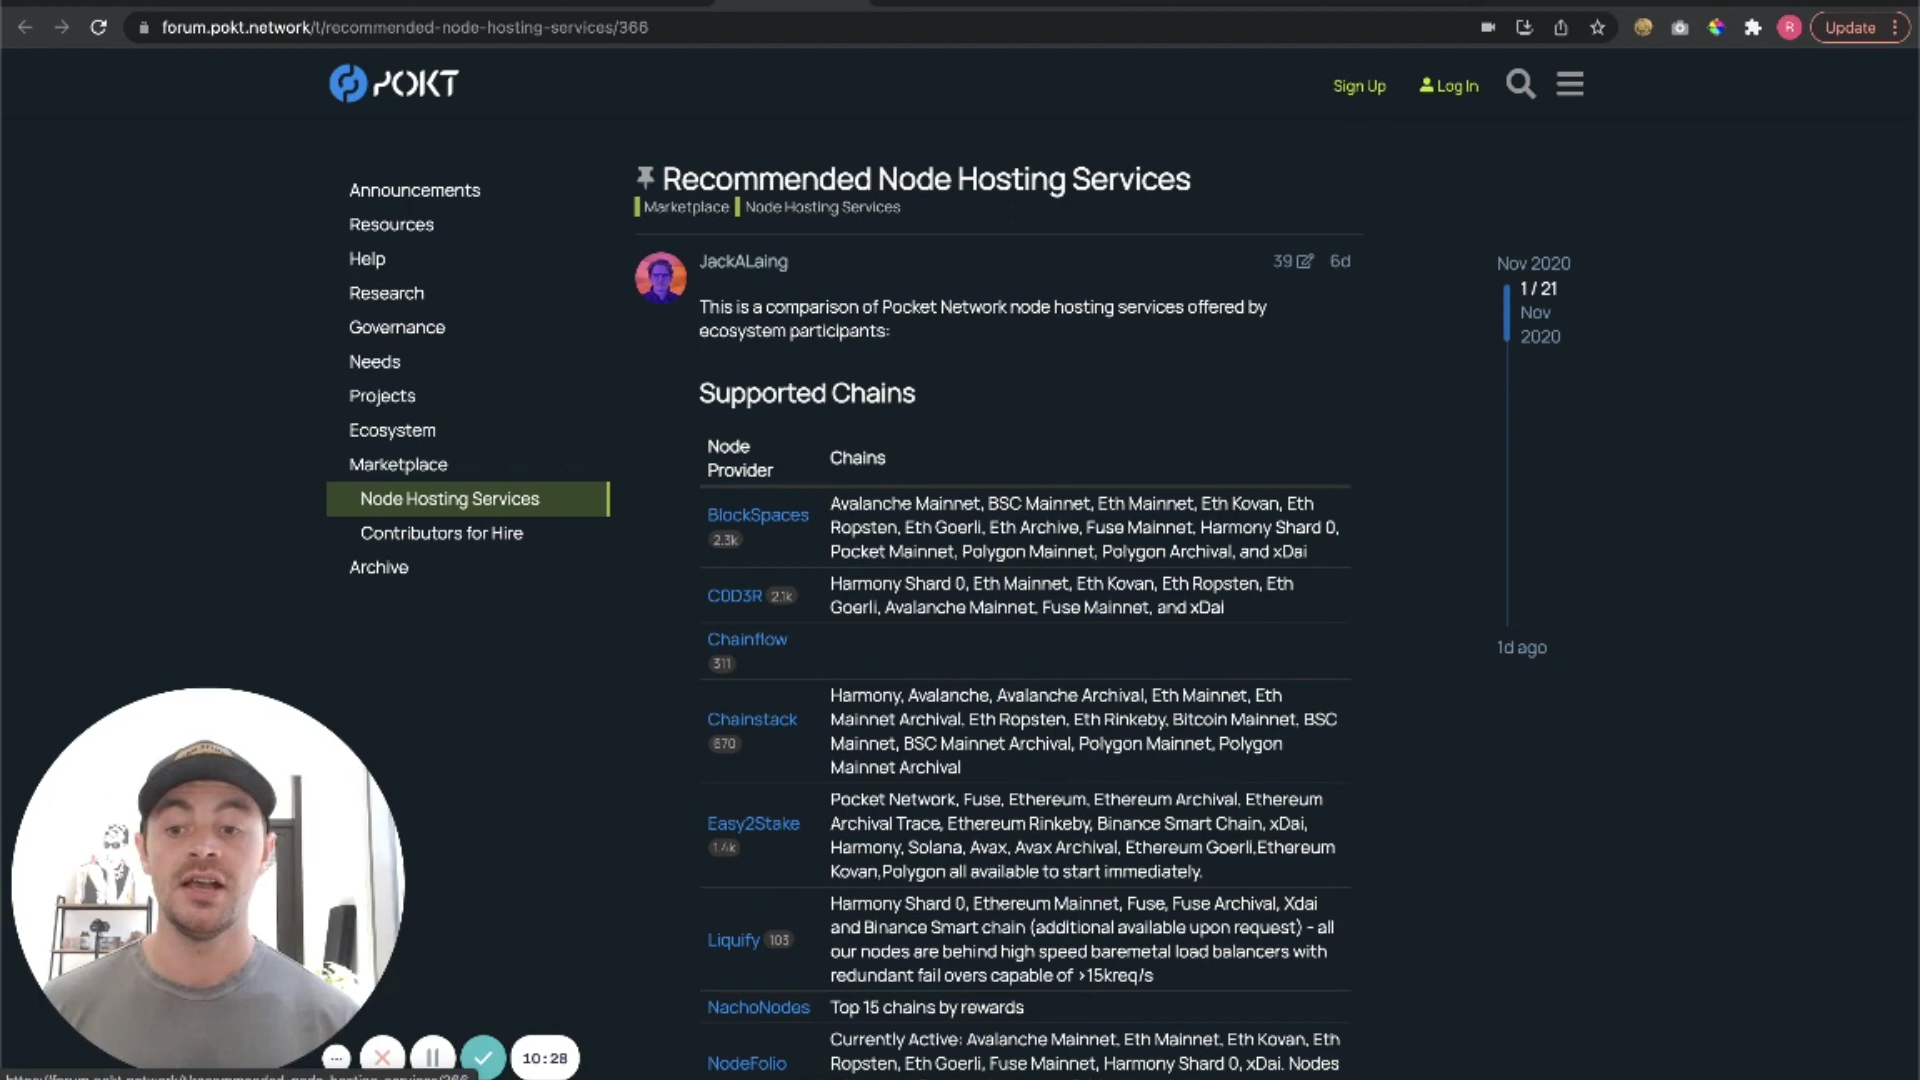 forum.pokt.network/t/recommended-node-hosting-services/366
R
Update
POKT
Sign Up
Log In
Announcements
Resources
Help
Research
Governance
Needs
Projects
Ecosystem
Marketplace
Node Hosting Services
Contributors for Hire
Archive
Recommended Node Hosting Services
Marketplace Node Hosting Services
JackALaing
39 6d
This is a comparison of Pocket Network node hosting services offered by
ecosystem participants:
Supported Chains
Node
Provider
Chains
BlockSpaces
2.3k
Avalanche Mainnet, BSC Mainnet, Eth Mainnet, Eth Kovan, Eth
Ropsten, Eth Goerli, Eth Archive, Fuse Mainnet, Harmony Shard 0,
Pocket Mainnet, Polygon Mainnet, Polygon Archival, and xDai
C0D3R 2.1k
Harmony Shard 0, Eth Mainnet, Eth Kovan, Eth Ropsten, Eth
Goerli, Avalanche Mainnet, Fuse Mainnet, and xDai
Chainflow
311
Chainstack
670
Harmony, Avalanche, Avalanche Archival, Eth Mainnet, Eth
Mainnet Archival, Eth Ropsten, Eth Rinkeby, Bitcoin Mainnet, BSC
Mainnet, BSC Mainnet Archival, Polygon Mainnet, Polygon
Mainnet Archival
Easy2Stake
1.4k
Pocket Network, Fuse, Ethereum, Ethereum Archival, Ethereum
Archival Trace, Ethereum Rinkeby, Binance Smart Chain, xDai,
Harmony, Solana, Avax, Avax Archival, Ethereum Goerli,Ethereum
Kovan,Polygon all available to start immediately.
Liquify 103
Harmony Shard 0, Ethereum Mainnet, Fuse, Fuse Archival, Xdai
and Binance Smart chain (additional available upon request) - all
our nodes are behind high speed baremetal load balancers with
redundant fail overs capable of >15kreq/s
NachoNodes
Top 15 chains by rewards
NodeFolio
Currently Active: Avalanche Mainnet, Eth Mainnet, Eth Kovan, Eth
Ropsten, Eth Goerli, Fuse Mainnet, Harmony Shard 0, xDai. Nodes
Nov 2020
1 / 21
Nov
2020
1d ago
10:28
https://forum.pokt.network/t/recommended-node-hosting-services/366